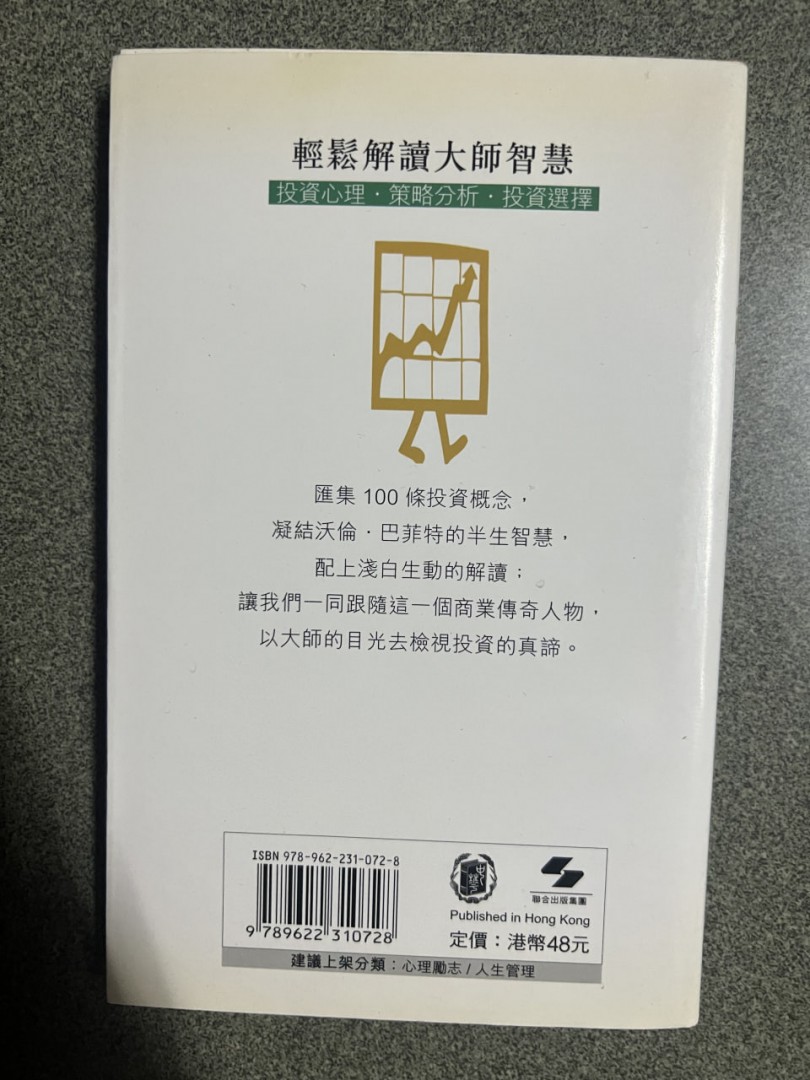 輕鬆解讀大師智慧
投資心理・策略分析・投資選擇
匯集 100 條投資概念，
凝結沃倫・巴菲特的半生智慧，
配上淺白生動的解讀；
讓我們一同跟隨這一個商業傳奇人物，
以大師的目光去檢視投資的真諦。
ISBN 978-962-231-072-8
9 789622 310728
中華
聯合出版集團
Published in Hong Kong
定價：港幣48元
建議上架分類：心理勵志 / 人生管理